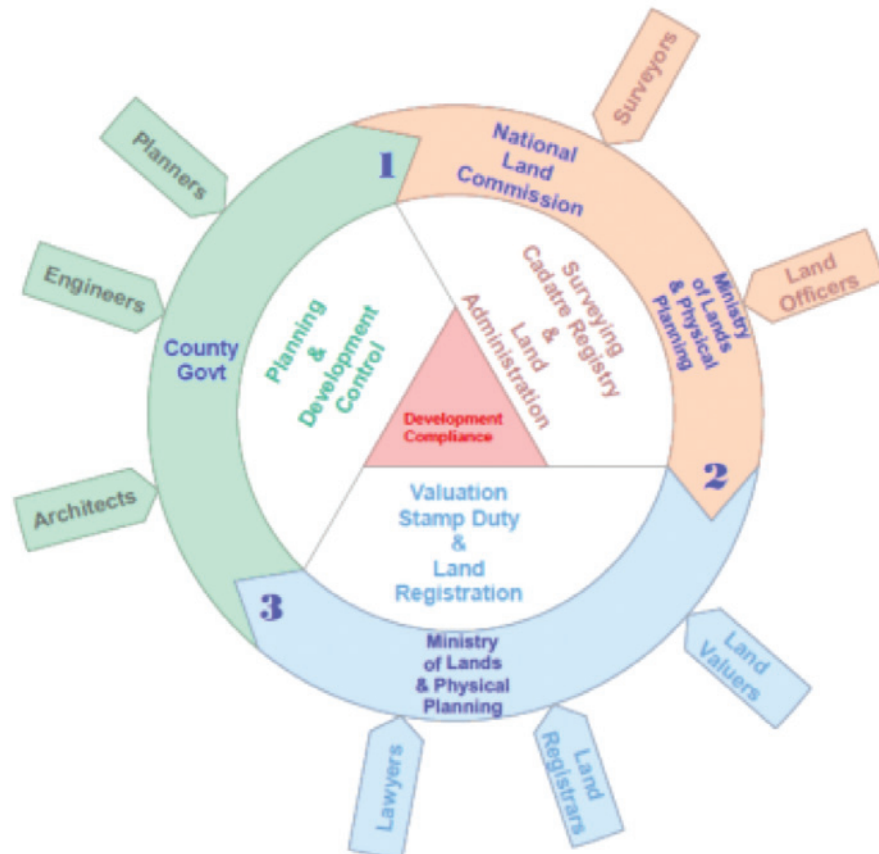 Surveyors
1
National
Land
Commission
Planners
Engineers
County
Govt
Architects
Planning
&
Development
Control
Surveying
Cadatre Registry
&
Land
Administration
Ministry
of Lands
& Physical
Planning
Land
Officers
2
Development
Compliance
Valuation
Stamp Duty
&
Land
Registration
3
Ministry
of Lands
& Physical
Planning
Land
Valuers
Land
Registrars
Lawyers